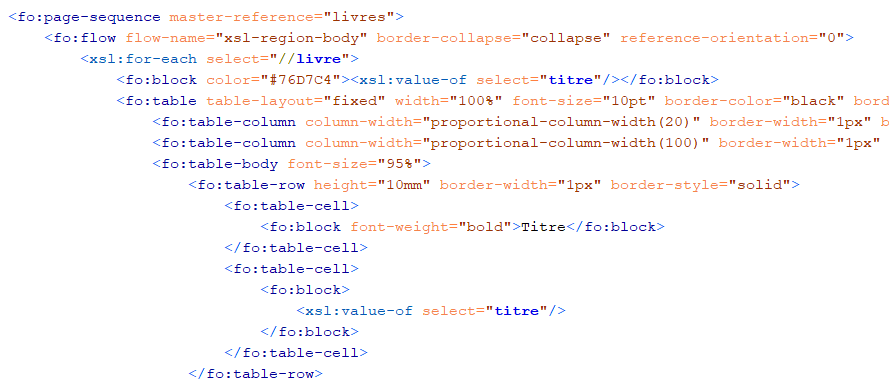 <fo:page-sequence master-reference="livres">
<fo:flow flow-name="xsl-region-body" border-collapse="collapse" reference-orientation="0">
<xsl:for-each select="//livre">
<fo:block color="#76D7C4"><xsl:value-of select="titre"/></fo:block>
<fo:table table-layout="fixed" width="100%" font-size="10pt" border-color="black" bord
<fo:table-column column-width="proportional-column-width(20)" border-width="1px" b
<fo:table-column column-width="proportional-column-width(100)" border-width="1px"
<fo:table-body font-size="95%">
<fo:table-row height="10mm" border-width="1px" border-style="solid">
<fo:table-cell>
<fo:block font-weight="bold">Titre</fo:block>
</fo:table-cell>
<fo:table-cell>
<fo:block>
<xsl:value-of select="titre"/>
</fo:block>
</fo:table-cell>
</fo:table-row>